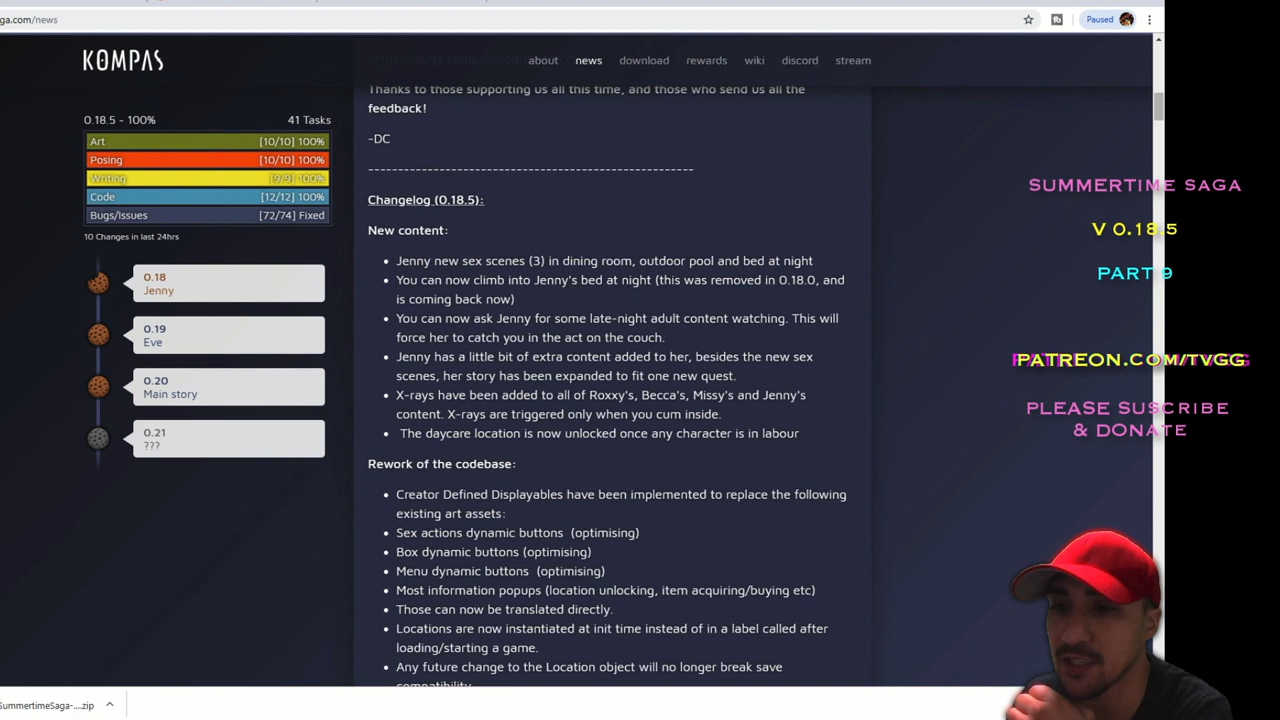 ga.com/news
Paused
KOMPAS
about news download rewards wiki discord stream
Thanks to those supporting us all this time, and those who send us all the
feedback!
-DC
-------------------------------------------------------
Changelog (0.18.5):
New content:
Jenny new sex scenes (3) in dining room, outdoor pool and bed at night
You can now climb into Jenny's bed at night (this was removed in 0.18.0, and
is coming back now)
You can now ask Jenny for some late-night adult content watching. This will
force her to catch you in the act on the couch.
Jenny has a little bit of extra content added to her, besides the new sex
scenes, her story has been expanded to fit one new quest.
X-rays have been added to all of Roxxy's, Becca's, Missy's and Jenny's
content. X-rays are triggered only when you cum inside.
The daycare location is now unlocked once any character is in labour
Rework of the codebase:
Creator Defined Displayables have been implemented to replace the following
existing art assets:
Sex actions dynamic buttons (optimising)
Box dynamic buttons (optimising)
Menu dynamic buttons (optimising)
Most information popups (location unlocking, item acquiring/buying etc)
Those can now be translated directly.
Locations are now instantiated at init time instead of in a label called after
loading/starting a game.
Any future change to the Location object will no longer break save
compatibility.
0.18.5 - 100% 41 Tasks
Art [10/10] 100%
Posing [10/10] 100%
Writing [9/9] 100%
Code [12/12] 100%
Bugs/Issues [72/74] Fixed
10 Changes in last 24hrs
0.18
Jenny
0.19
Eve
0.20
Main story
0.21
???
SUMMERTIME SAGA
V 0.18.5
PART 9
PATREON.COM/TVGG
PLEASE SUSCRIBE
& DONATE
SummertimeSaga-....zip